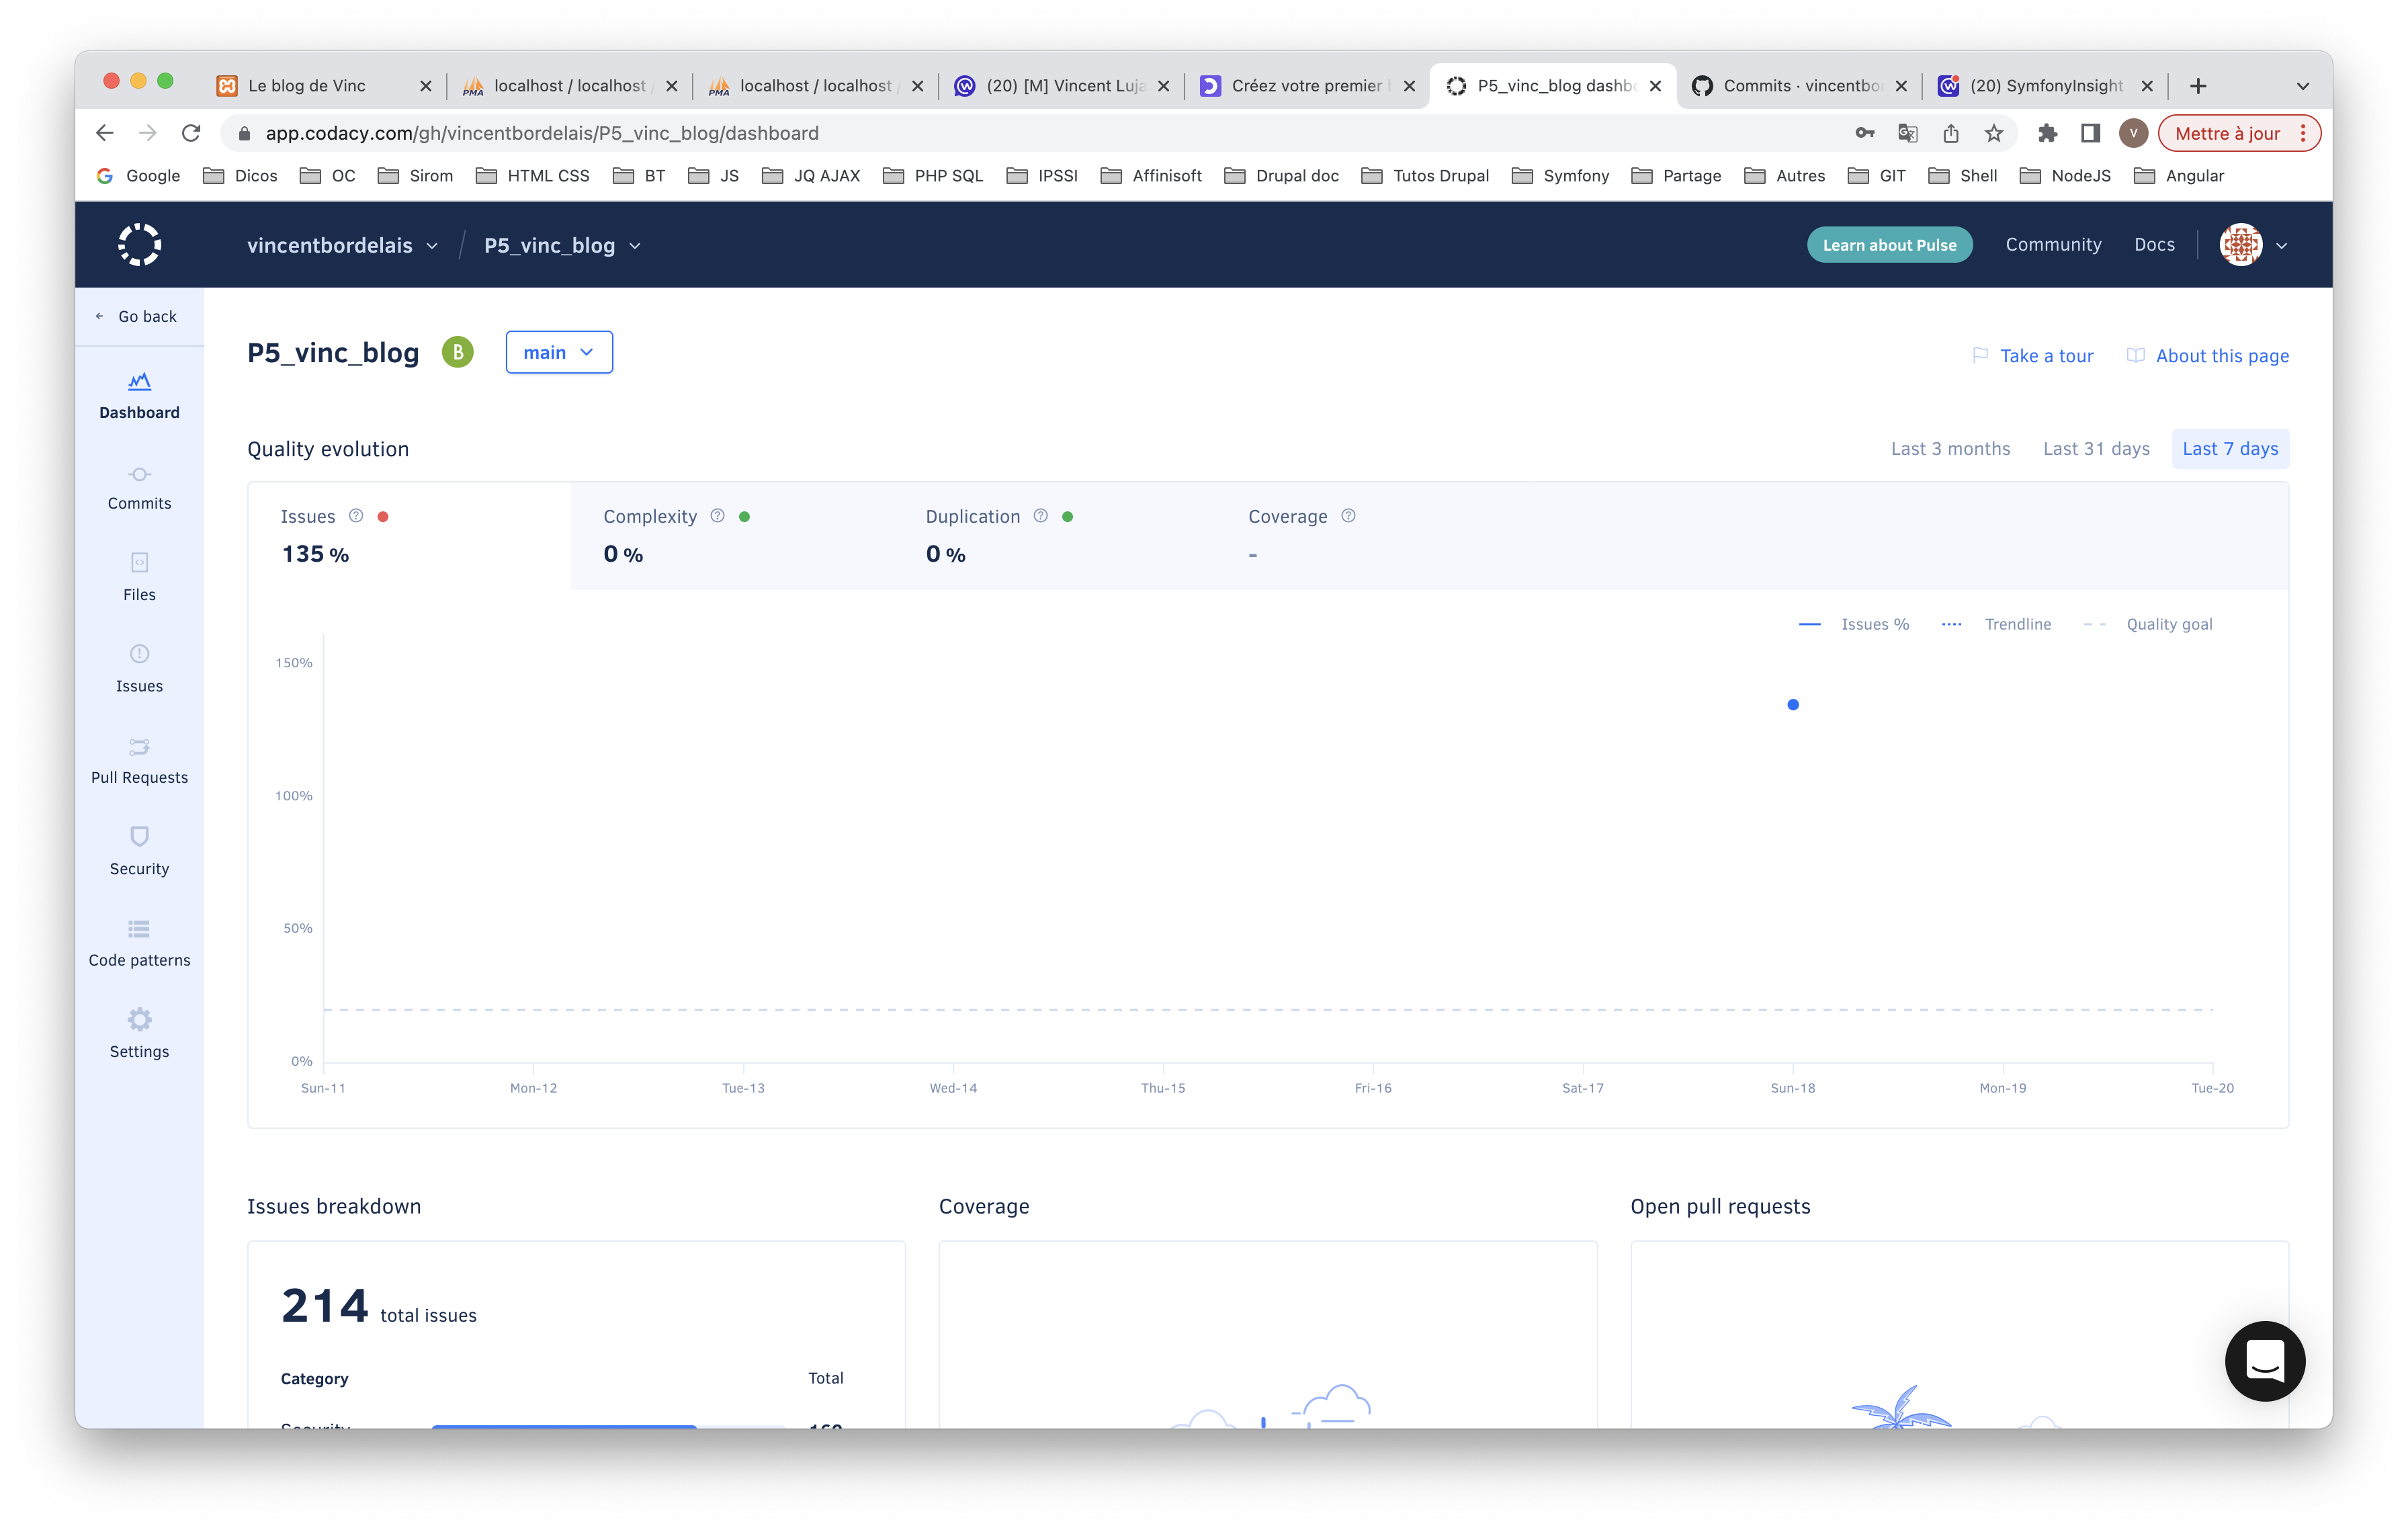 Le blog de Vinc
localhost / localhost /
localhost / localhost /
(20) [M] Vincent Luja
Créez votre premier b
P5_vinc_blog dashbo
Commits · vincentbor
(20) SymfonyInsight
app.codacy.com/gh/vincentbordelais/P5_vinc_blog/dashboard
V
Mettre à jour
Google Dicos OC Sirom HTML CSS BT JS JQ AJAX PHP SQL IPSSI Affinisoft Drupal doc Tutos Drupal Symfony Partage Autres GIT Shell NodeJS Angular
vincentbordelais / P5_vinc_blog
Learn about Pulse Community Docs
Go back
Dashboard
Commits
Files
Issues
Pull Requests
Security
Code patterns
Settings
P5_vinc_blog B main
Take a tour About this page
Quality evolution
Last 3 months Last 31 days Last 7 days
Issues Complexity Duplication Coverage
135 % 0 % 0 % -
Issues % Trendline Quality goal
150%
100%
50%
0%
Sun-11 Mon-12 Tue-13 Wed-14 Thu-15 Fri-16 Sat-17 Sun-18 Mon-19 Tue-20
Issues breakdown
214 total issues
Category Total
Security
Coverage
Open pull requests